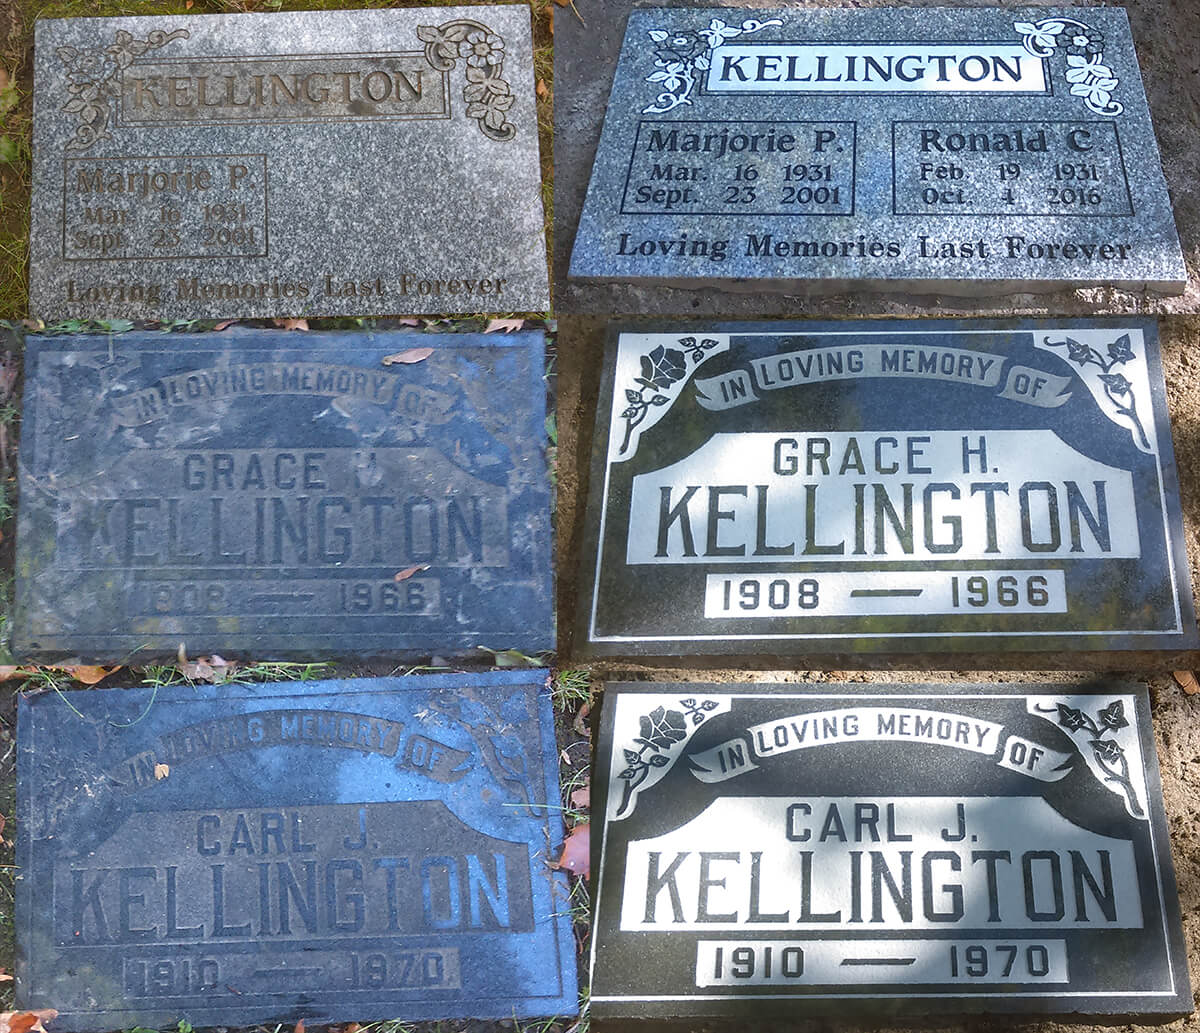 KELLINGTON
Marjorie P.
Mar. 16 1931
Sept. 23 2001
Loving Memories Last Forever
KELLINGTON
Marjorie P.
Mar. 16 1931
Sept. 23 2001
Ronald C.
Feb. 19 1931
Oct. 4 2016
Loving Memories Last Forever
IN LOVING MEMORY OF
GRACE H.
KELLINGTON
1908 — 1966
IN LOVING MEMORY OF
GRACE H.
KELLINGTON
1908 — 1966
IN LOVING MEMORY OF
CARL J.
KELLINGTON
1910 — 1970
IN LOVING MEMORY OF
CARL J.
KELLINGTON
1910 — 1970